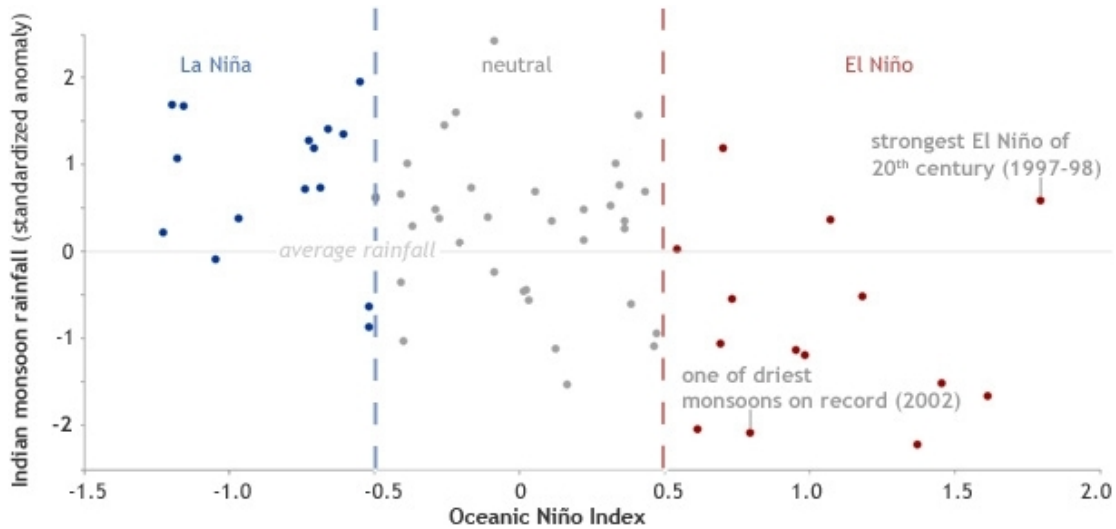 La Niña
neutral
El Niño
strongest El Niño of
20th century (1997-98)
average rainfall
one of driest
monsoons on record (2002)
Indian monsoon rainfall (standardized anomaly)
2
1
0
-1
-2
-1.5
-1.0
-0.5
0
0.5
1.0
1.5
2.0
Oceanic Niño Index